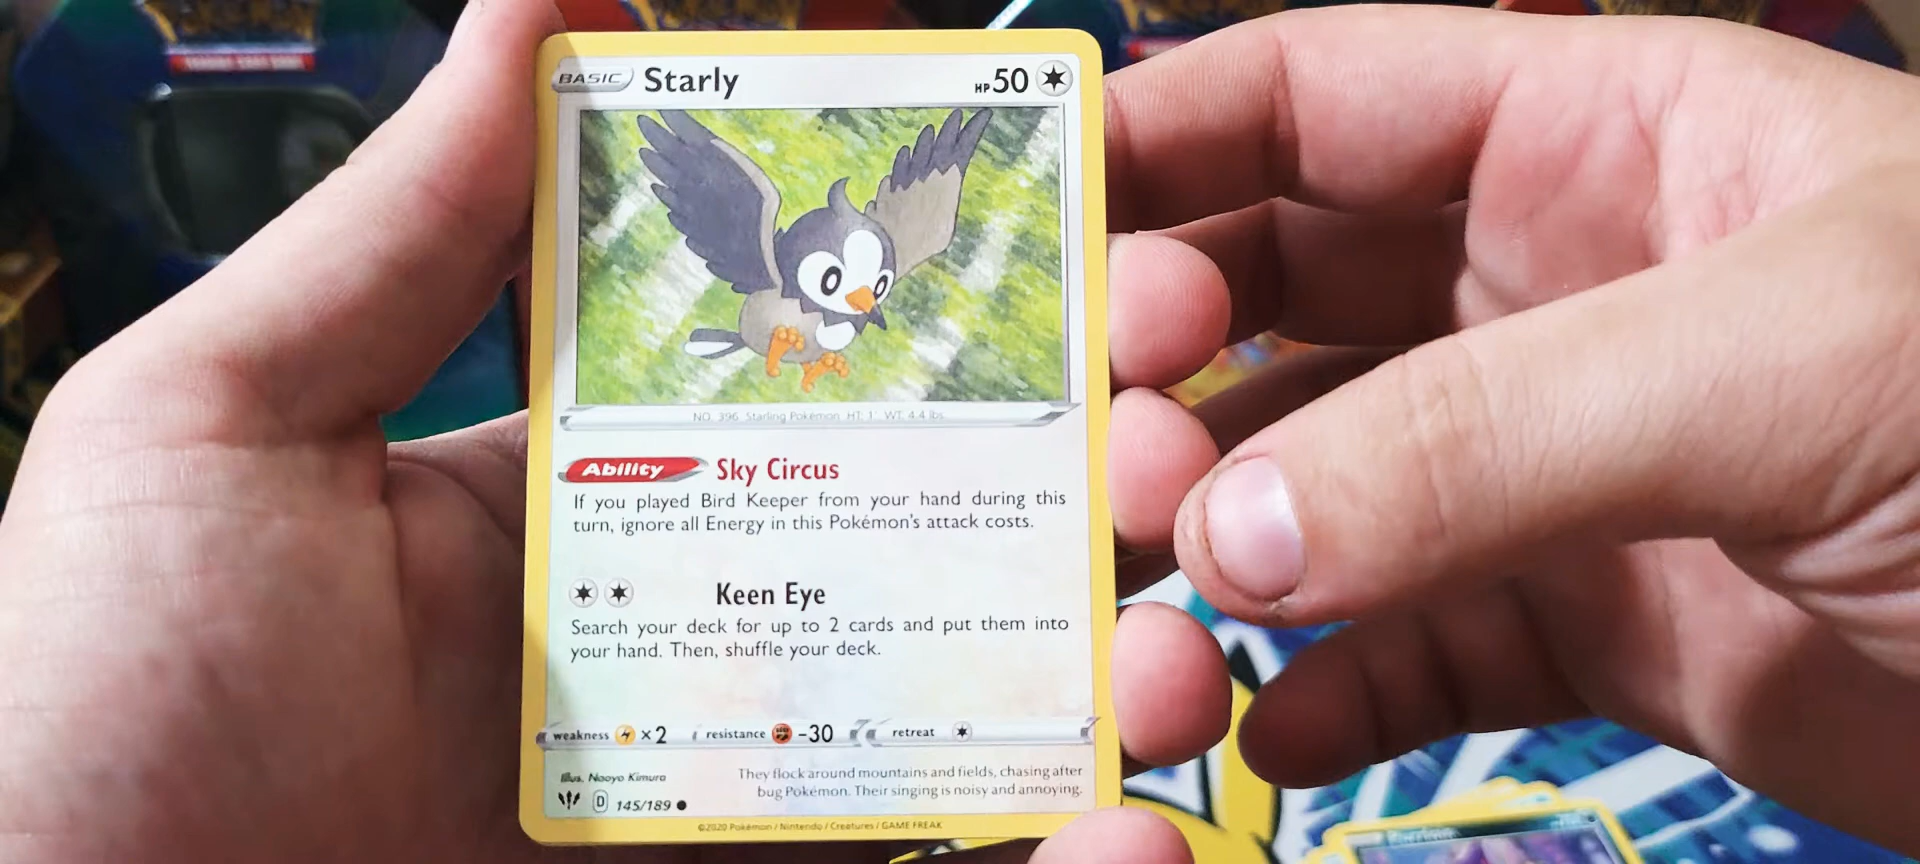 BASIC Starly HP 50
NO. 396 Starling Pokémon HT: 1' WT: 4.4 lbs.
Ability Sky Circus
If you played Bird Keeper from your hand during this
turn, ignore all Energy in this Pokémon's attack costs.
Keen Eye
Search your deck for up to 2 cards and put them into
your hand. Then, shuffle your deck.
weakness ×2 resistance -30 retreat
Illus. Naoyo Kimura
They flock around mountains and fields, chasing after
bug Pokémon. Their singing is noisy and annoying.
D 145/189
©2020 Pokémon / Nintendo / Creatures / GAME FREAK